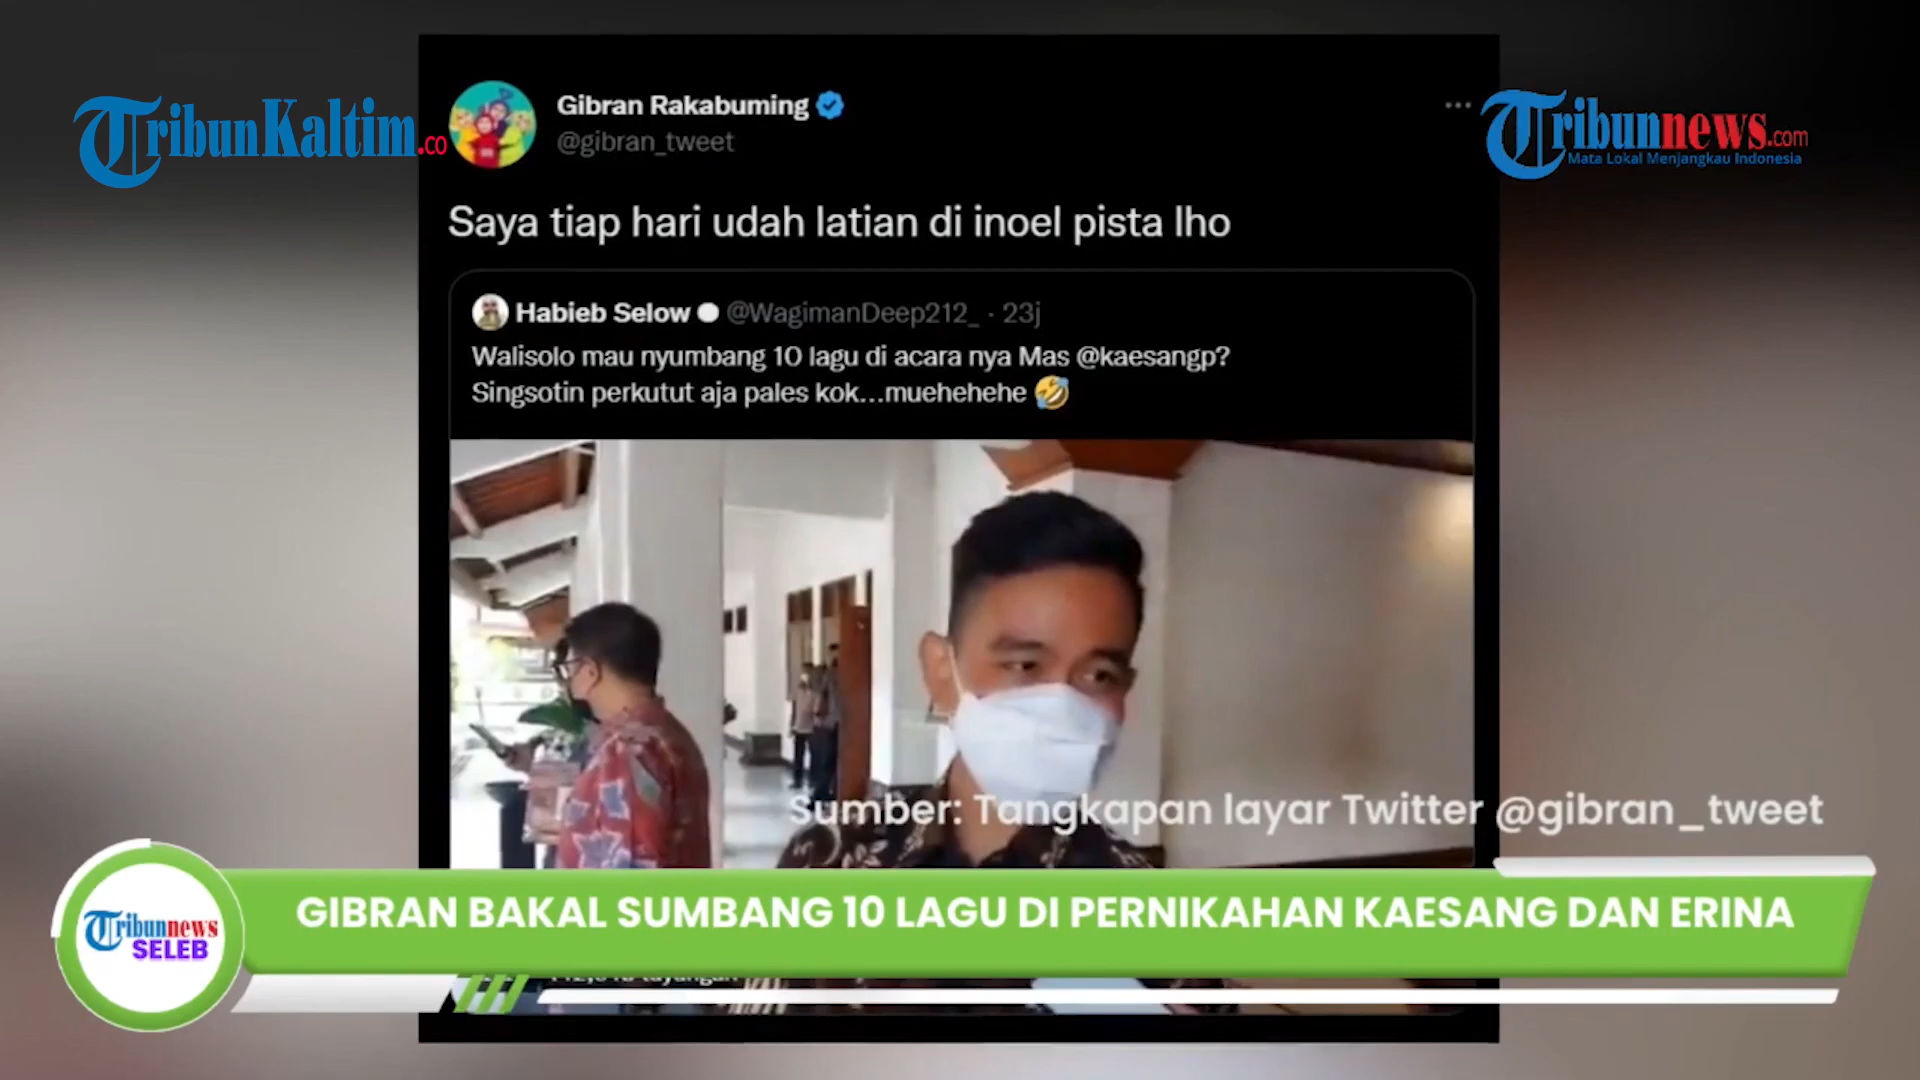 TribunKaltim.co
Tribunnews.com
Mata Lokal Menjangkau Indonesia
Gibran Rakabuming
@gibran_tweet
Saya tiap hari udah latian di inoel pista lho
Habieb Selow @WagimanDeep212_ · 23j
Walisolo mau nyumbang 10 lagu di acara nya Mas @kaesangp?
Singsotin perkutut aja pales kok...muehehehe 🤣
Sumber: Tangkapan layar Twitter @gibran_tweet
GIBRAN BAKAL SUMBANG 10 LAGU DI PERNIKAHAN KAESANG DAN ERINA
Tribunnews
SELEB